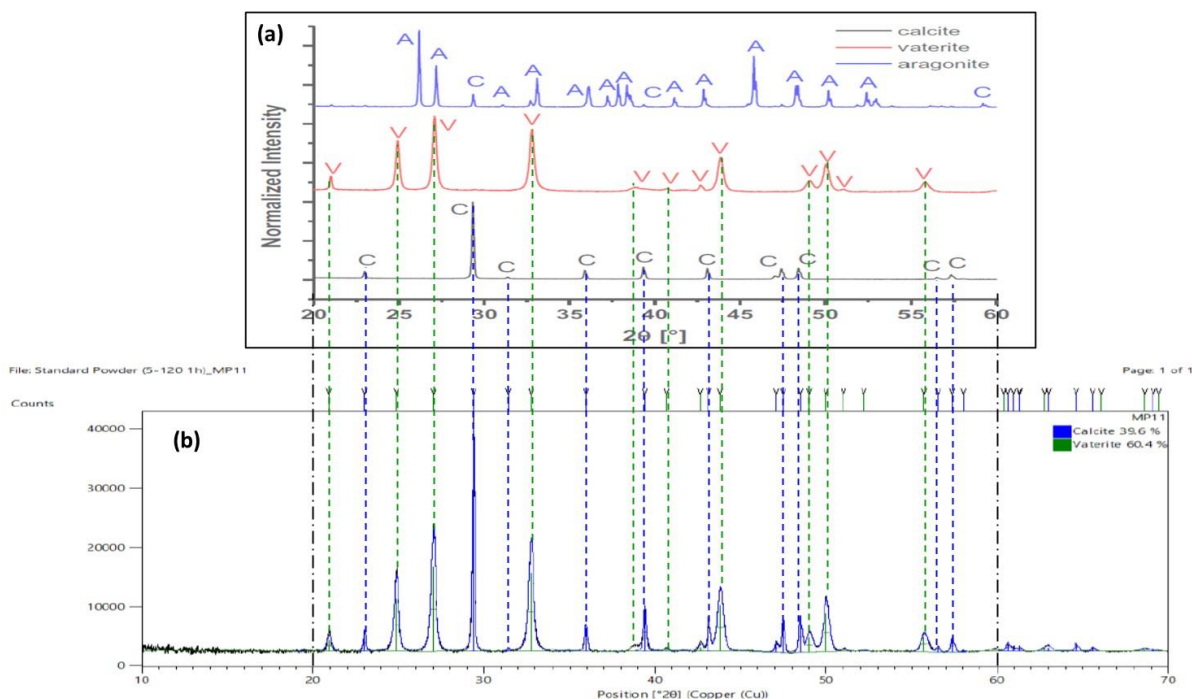 (a)
calcite
vaterite
aragonite
A A C A A A A A C A A A A A A C
V V V V V V V V V V V V
C C C C C C C C C C
Normalized Intensity
20 25 30 35 40 45 50 55 60
2θ [°]
File: Standard Powder (5-120 1h)_MP11
Page: 1 of 1
Counts
(b)
MP11
Calcite 39.6 %
Vaterite 60.4 %
40000
30000
20000
10000
0
10 20 30 40 50 60 70
Position [°2θ] (Copper (Cu))